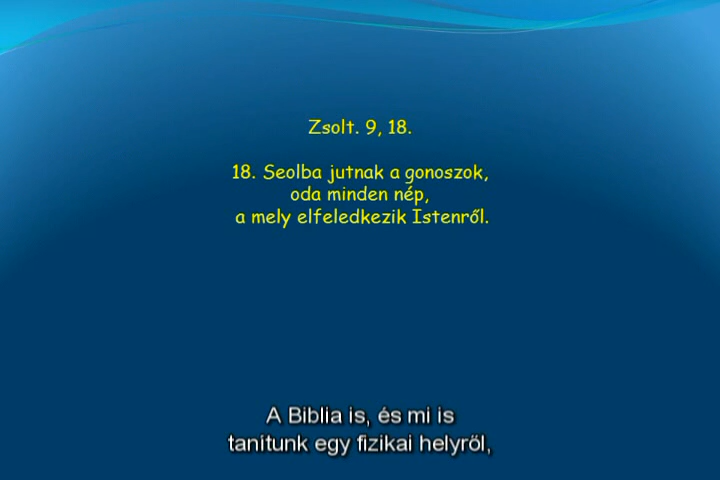 Zsolt. 9, 18.
18. Seolba jutnak a gonoszok,
oda minden nép,
a mely elfeledkezik Istenről.
A Biblia is, és mi is
tanítunk egy fizikai helyről,